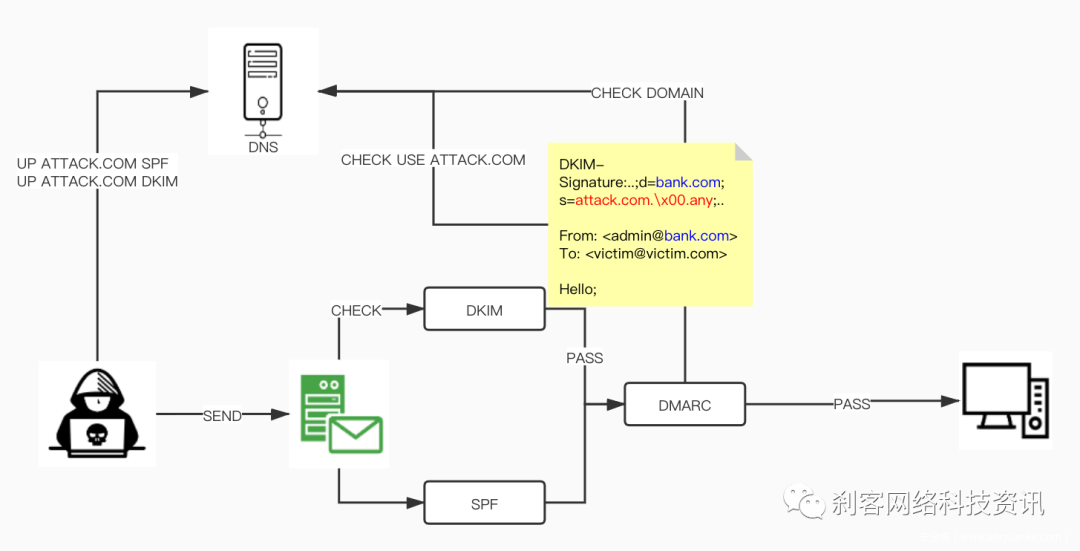 DNS
CHECK DOMAIN
UP ATTACK.COM SPF
UP ATTACK.COM DKIM
CHECK USE ATTACK.COM
DKIM-
Signature:..;d=bank.com;
s=attack.com.\x00.any;..
From: <admin@bank.com>
To: <victim@victim.com>
Hello;
CHECK
DKIM
PASS
SEND
DMARC
PASS
SPF
刹客网络科技资讯